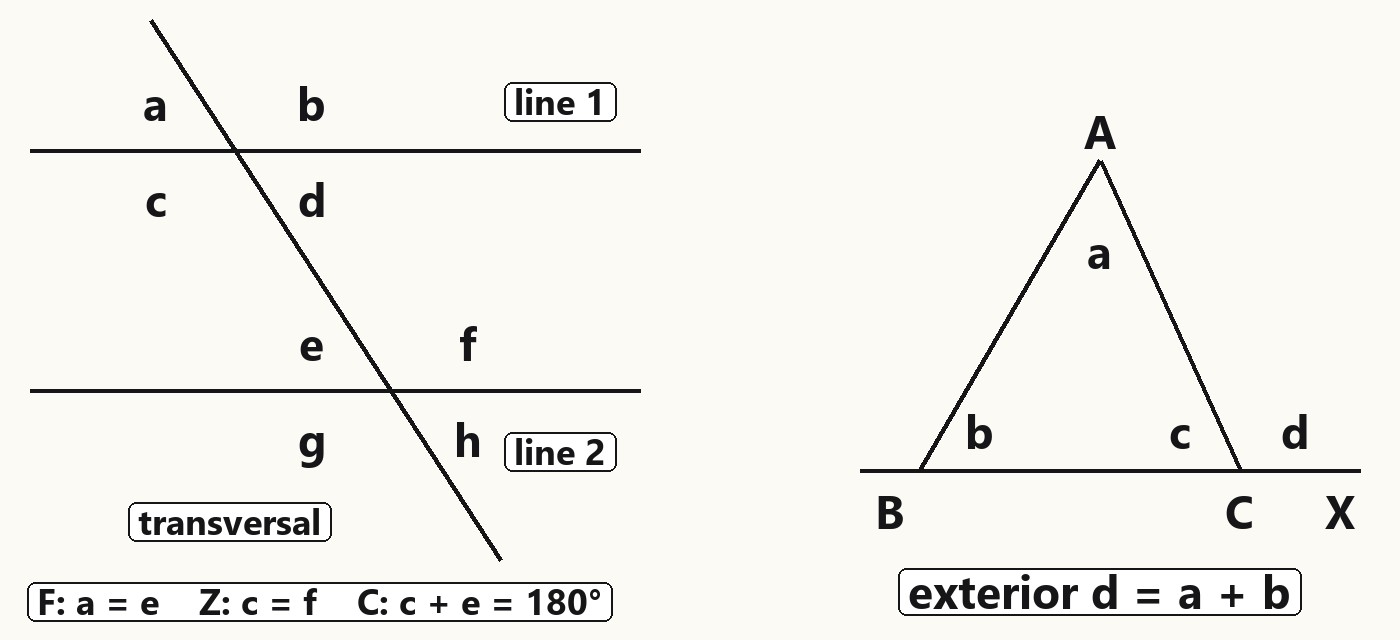 a b
line 1
c d
e f
g h
line 2
transversal
F: a = e Z: c = f C: c + e = 180°
A
a
b c d
B C X
exterior d = a + b